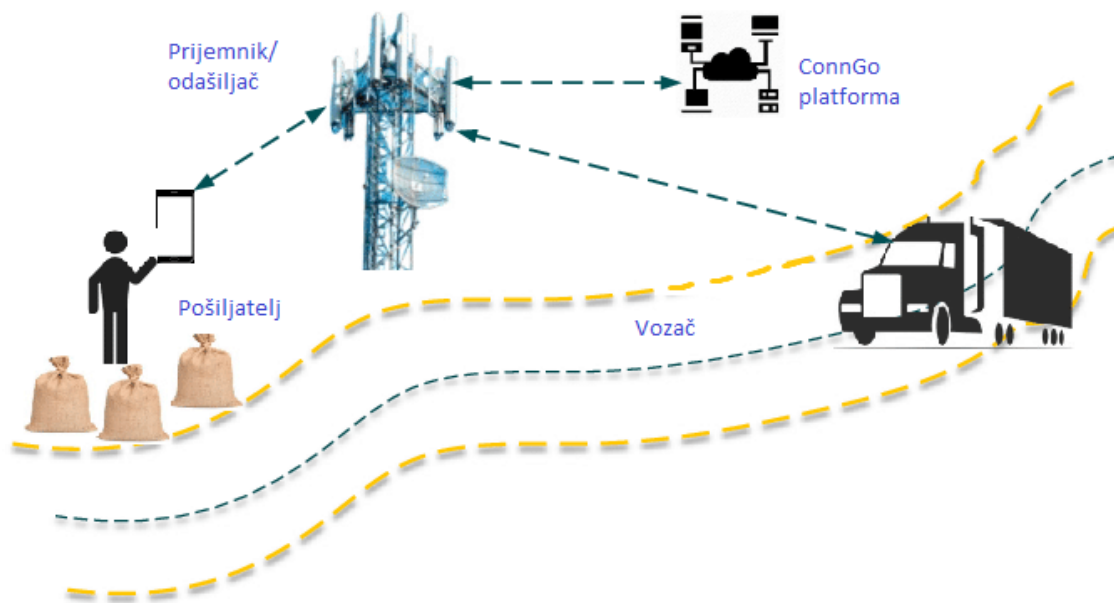 Prijemnik/
odašiljač
ConnGo
platforma
Pošiljatelj
Vozač